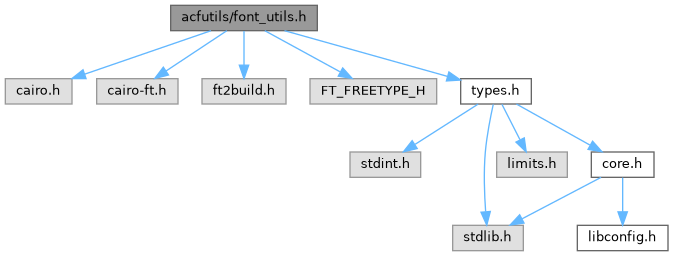 acfutils/font_utils.h
cairo.h
cairo-ft.h
ft2build.h
FT_FREETYPE_H
types.h
stdint.h
limits.h
core.h
stdlib.h
libconfig.h